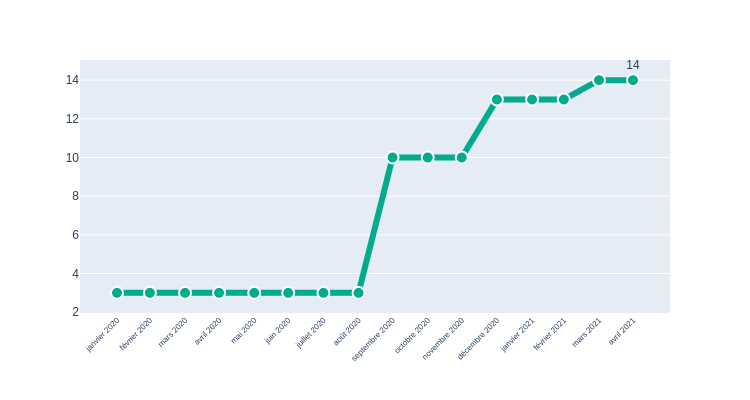 14
14
12
10
8
6
4
2
janvier 2020
février 2020
mars 2020
avril 2020
mai 2020
juin 2020
juillet 2020
août 2020
septembre 2020
octobre 2020
novembre 2020
décembre 2020
janvier 2021
février 2021
mars 2021
avril 2021